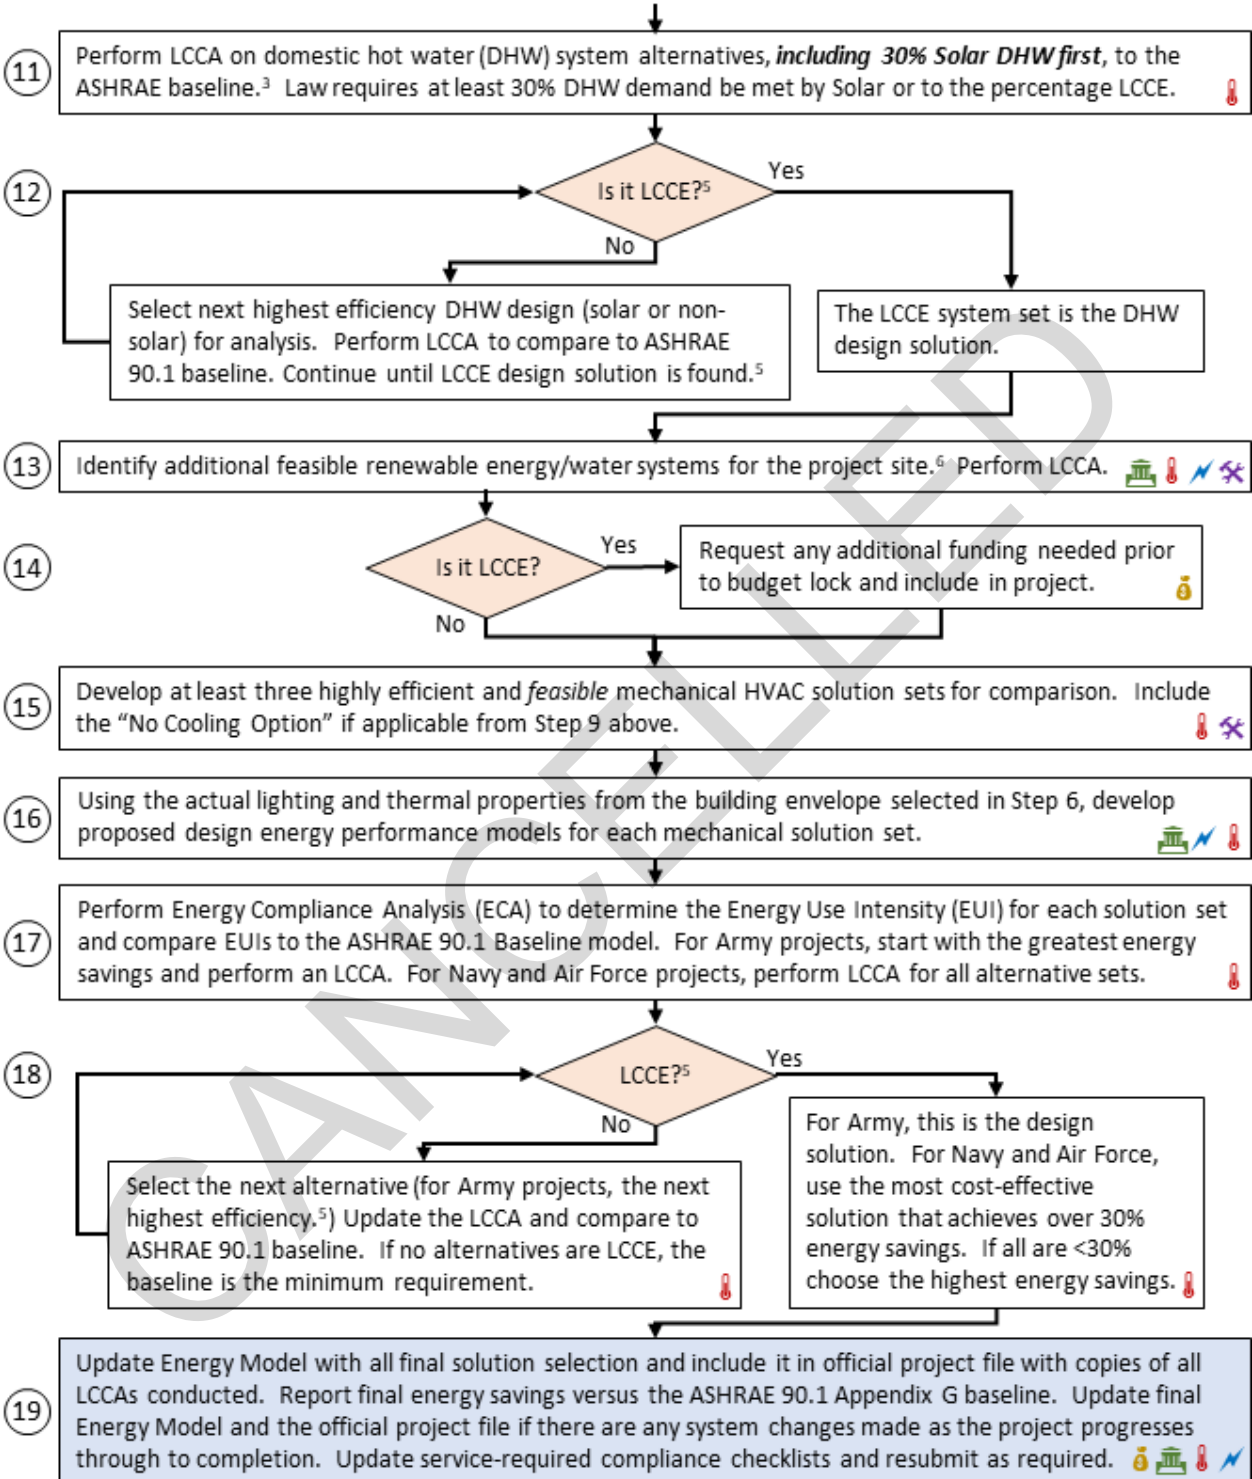 11
Perform LCCA on domestic hot water (DHW) system alternatives, including 30% Solar DHW first, to the
ASHRAE baseline.³ Law requires at least 30% DHW demand be met by Solar or to the percentage LCCE.
12
Is it LCCE?⁵
Yes
No
Select next highest efficiency DHW design (solar or non-
solar) for analysis. Perform LCCA to compare to ASHRAE
90.1 baseline. Continue until LCCE design solution is found.⁵
The LCCE system set is the DHW
design solution.
13
Identify additional feasible renewable energy/water systems for the project site.⁶ Perform LCCA.
14
Is it LCCE?
Yes
No
Request any additional funding needed prior
to budget lock and include in project.
15
Develop at least three highly efficient and feasible mechanical HVAC solution sets for comparison. Include
the “No Cooling Option” if applicable from Step 9 above.
16
Using the actual lighting and thermal properties from the building envelope selected in Step 6, develop
proposed design energy performance models for each mechanical solution set.
17
Perform Energy Compliance Analysis (ECA) to determine the Energy Use Intensity (EUI) for each solution set
and compare EUIs to the ASHRAE 90.1 Baseline model. For Army projects, start with the greatest energy
savings and perform an LCCA. For Navy and Air Force projects, perform LCCA for all alternative sets.
18
LCCE?⁵
Yes
No
Select the next alternative (for Army projects, the next
highest efficiency.⁵) Update the LCCA and compare to
ASHRAE 90.1 baseline. If no alternatives are LCCE, the
baseline is the minimum requirement.
For Army, this is the design
solution. For Navy and Air Force,
use the most cost-effective
solution that achieves over 30%
energy savings. If all are <30%
choose the highest energy savings.
19
Update Energy Model with all final solution selection and include it in official project file with copies of all
LCCAs conducted. Report final energy savings versus the ASHRAE 90.1 Appendix G baseline. Update final
Energy Model and the official project file if there are any system changes made as the project progresses
through to completion. Update service-required compliance checklists and resubmit as required.
CANCELLED